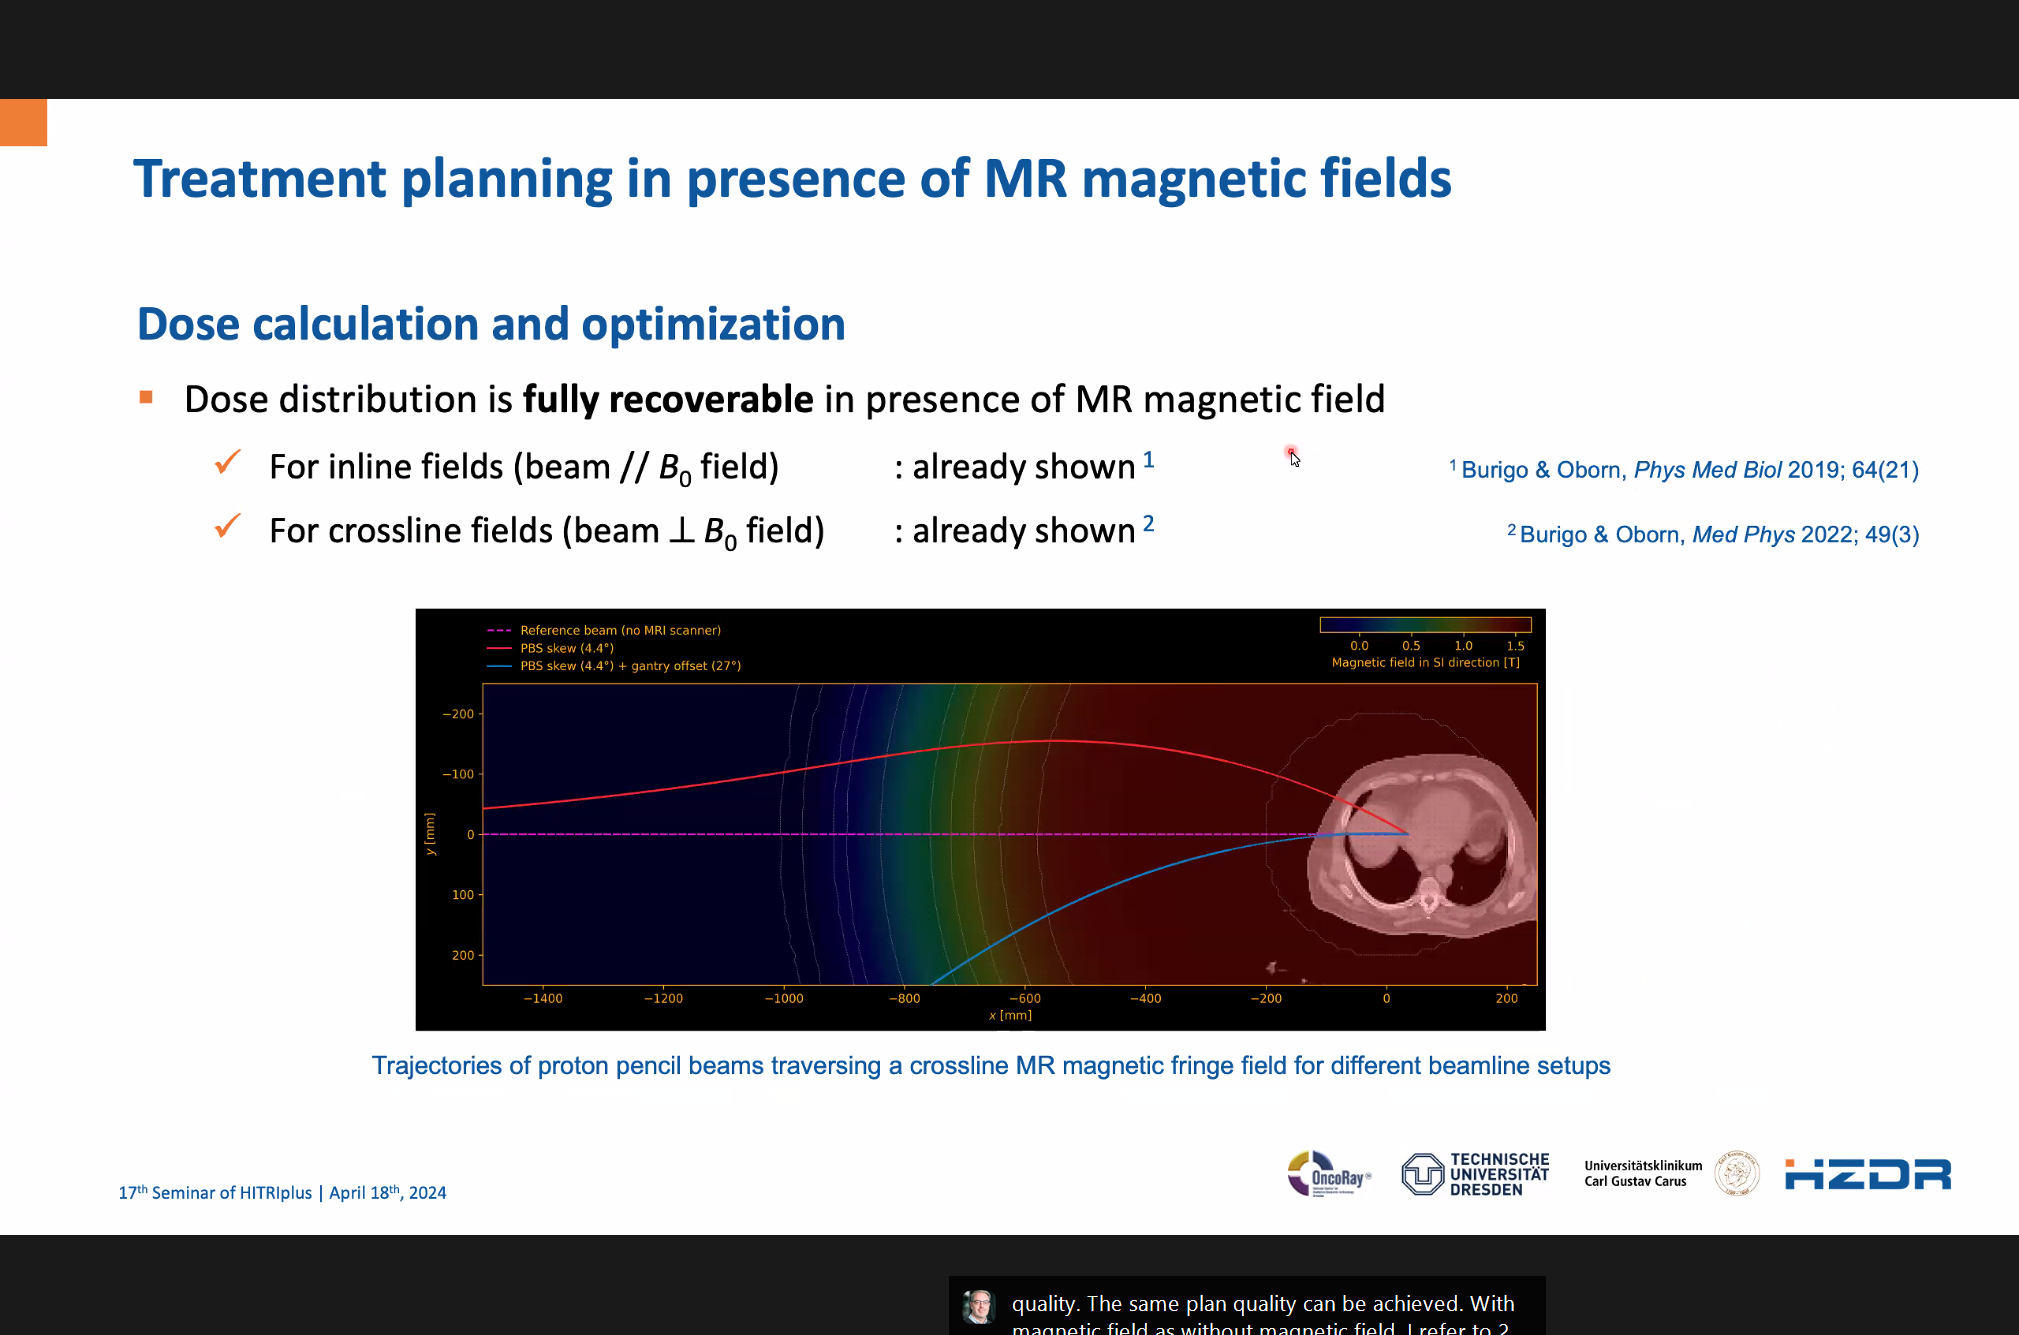 Treatment planning in presence of MR magnetic fields
Dose calculation and optimization
▪ Dose distribution is fully recoverable in presence of MR magnetic field
✓ For inline fields (beam // B0 field) : already shown 1
1 Burigo & Oborn, Phys Med Biol 2019; 64(21)
✓ For crossline fields (beam ⊥ B0 field) : already shown 2
2 Burigo & Oborn, Med Phys 2022; 49(3)
Reference beam (no MRI scanner)
PBS skew (4.4°)
PBS skew (4.4°) + gantry offset (27°)
0.0 0.5 1.0 1.5
Magnetic field in SI direction [T]
−200
−100
0
100
200
y [mm]
−1400 −1200 −1000 −800 −600 −400 −200 0 200
x [mm]
Trajectories of proton pencil beams traversing a crossline MR magnetic fringe field for different beamline setups
17th Seminar of HITRIplus | April 18th, 2024
OncoRay
TECHNISCHE
UNIVERSITÄT
DRESDEN
Universitätsklinikum
Carl Gustav Carus
HZDR
quality. The same plan quality can be achieved. With
magnetic field as without magnetic field. I refer to 2